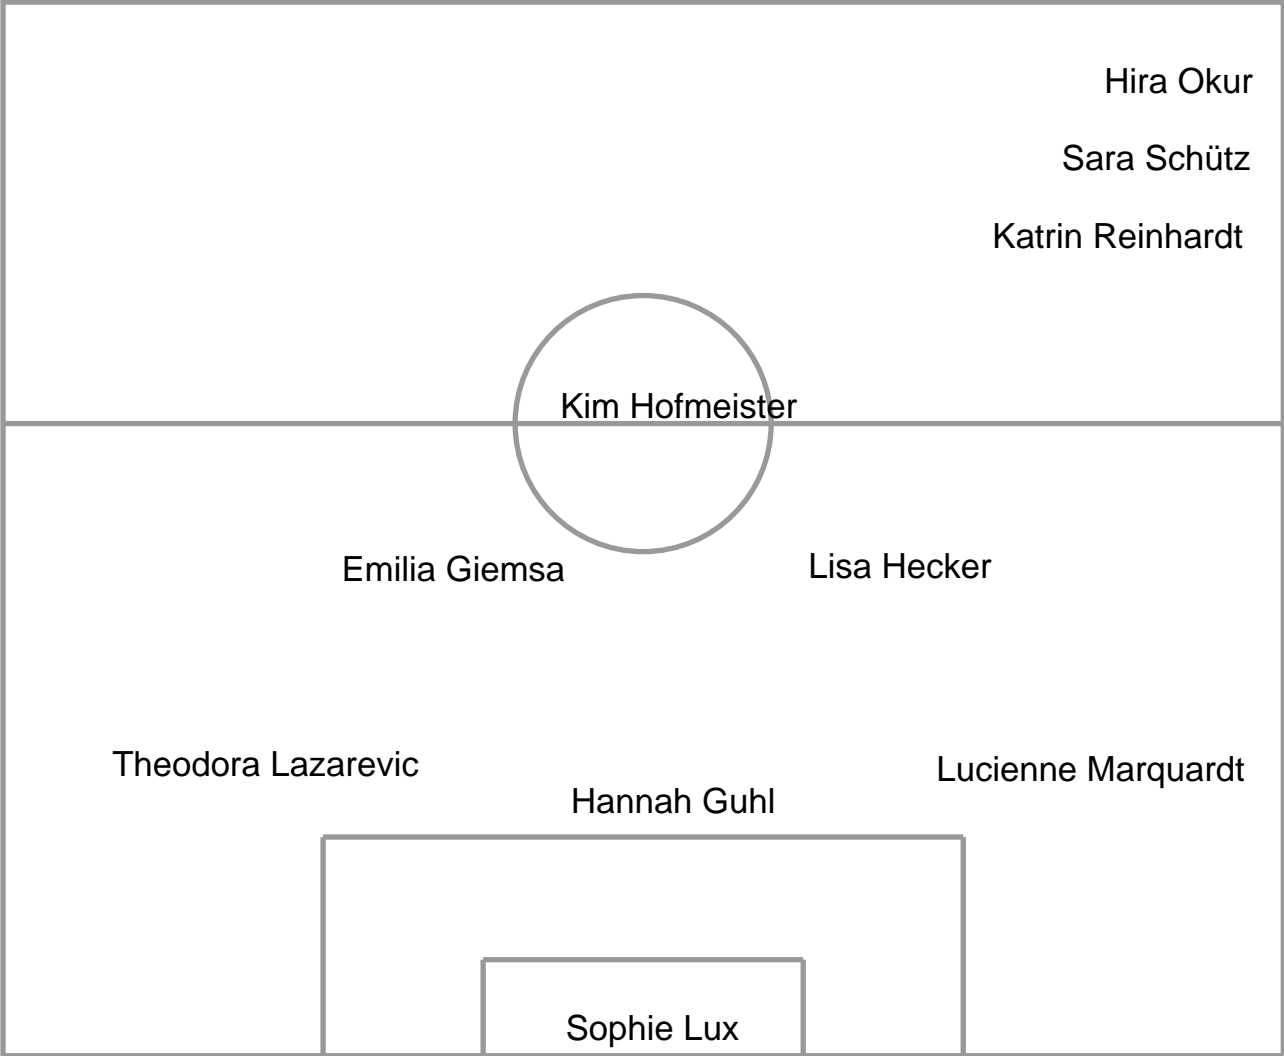 Hira Okur
Sara Schütz
Katrin Reinhardt
Kim Hofmeister
Emilia Giemsa
Lisa Hecker
Theodora Lazarevic
Lucienne Marquardt
Hannah Guhl
Sophie Lux